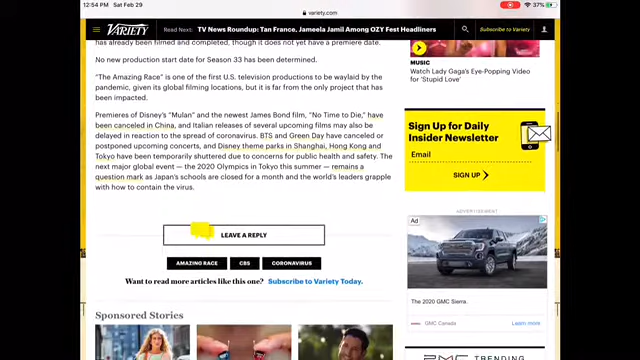 12:54 PM Sat Feb 29
variety.com
37%
VARIETY
Read Next: TV News Roundup: Tan France, Jameela Jamil Among OZY Fest Headliners
Subscribe to Variety
has already been filmed and completed, though it does not yet have a premiere date.
No new production start date for Season 33 has been determined.
“The Amazing Race” is one of the first U.S. television productions to be waylaid by the
pandemic, given its global filming locations, but it is far from the only project that has
been impacted.
Premieres of Disney’s “Mulan” and the newest James Bond film, “No Time to Die,” have
been canceled in China, and Italian releases of several upcoming films may also be
delayed in reaction to the spread of coronavirus. BTS and Green Day have cancelled or
postponed upcoming concerts, and Disney theme parks in Shanghai, Hong Kong and
Tokyo have been temporarily shuttered due to concerns for public health and safety. The
next major global event — the 2020 Olympics in Tokyo this summer — remains a
question mark as Japan’s schools are closed for a month and the world’s leaders grapple
with how to contain the virus.
LEAVE A REPLY
AMAZING RACE
CBS
CORONAVIRUS
Want to read more articles like this one? Subscribe to Variety Today.
Sponsored Stories
MUSIC
Watch Lady Gaga’s Eye-Popping Video
for ‘Stupid Love’
Sign Up for Daily
Insider Newsletter
Email
SIGN UP
ADVERTISEMENT
Ad
The 2020 GMC Sierra.
GMC Canada
Learn more
PMC TRENDING